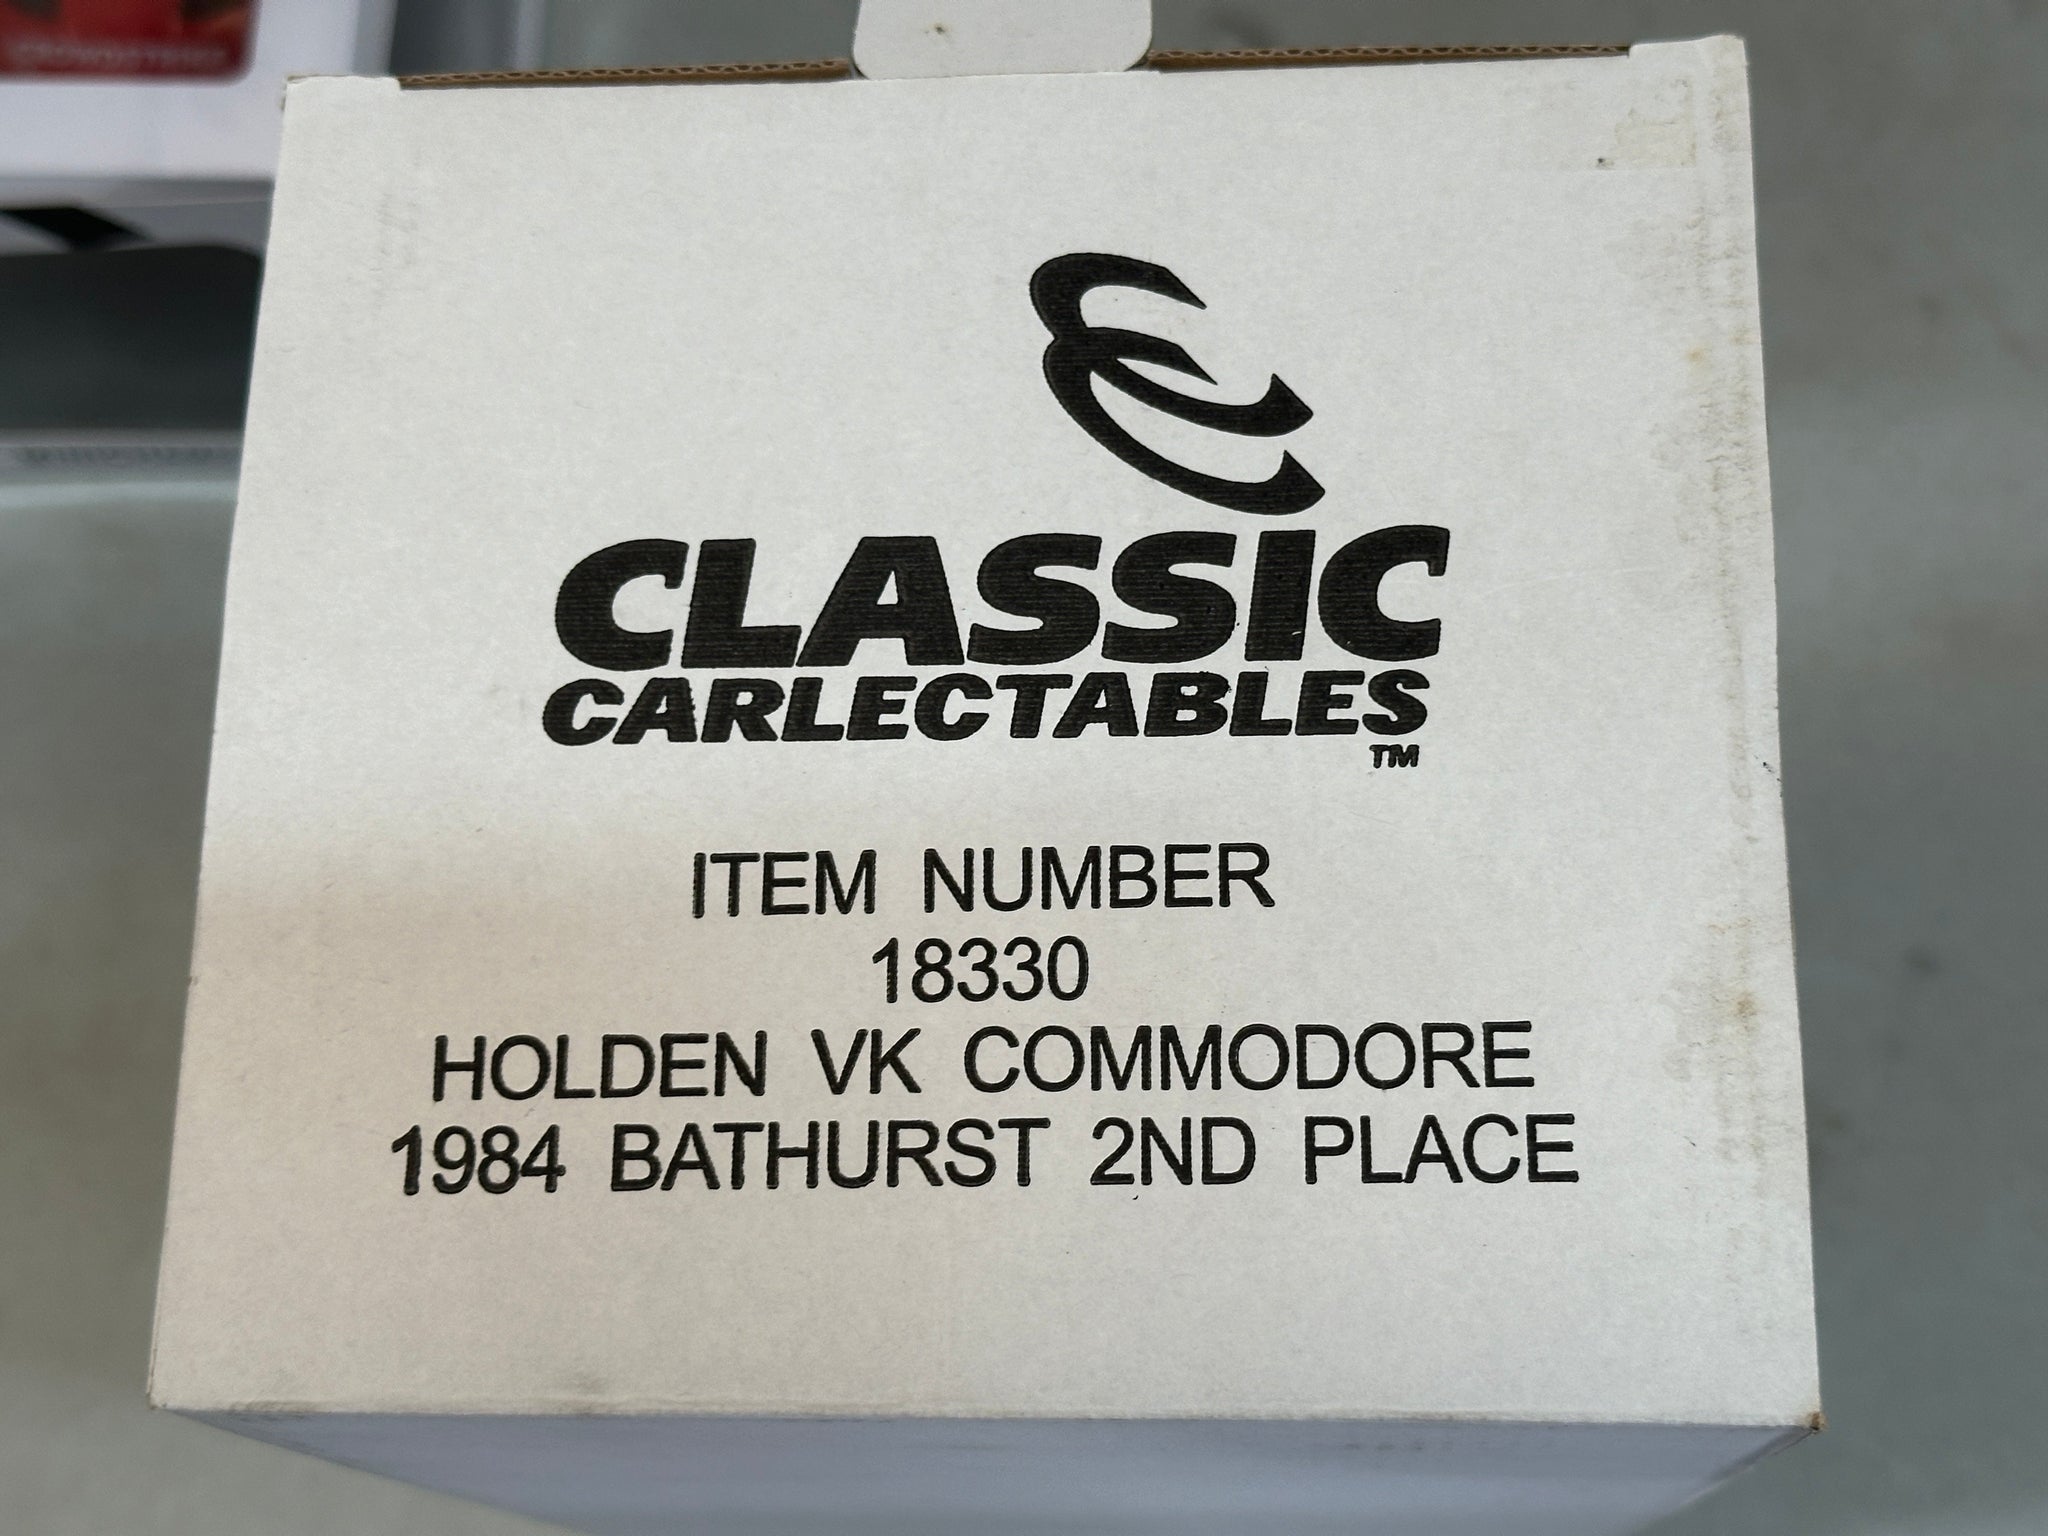 CLASSIC
CARLECTABLES
TM
ITEM NUMBER
18330
HOLDEN VK COMMODORE
1984 BATHURST 2ND PLACE